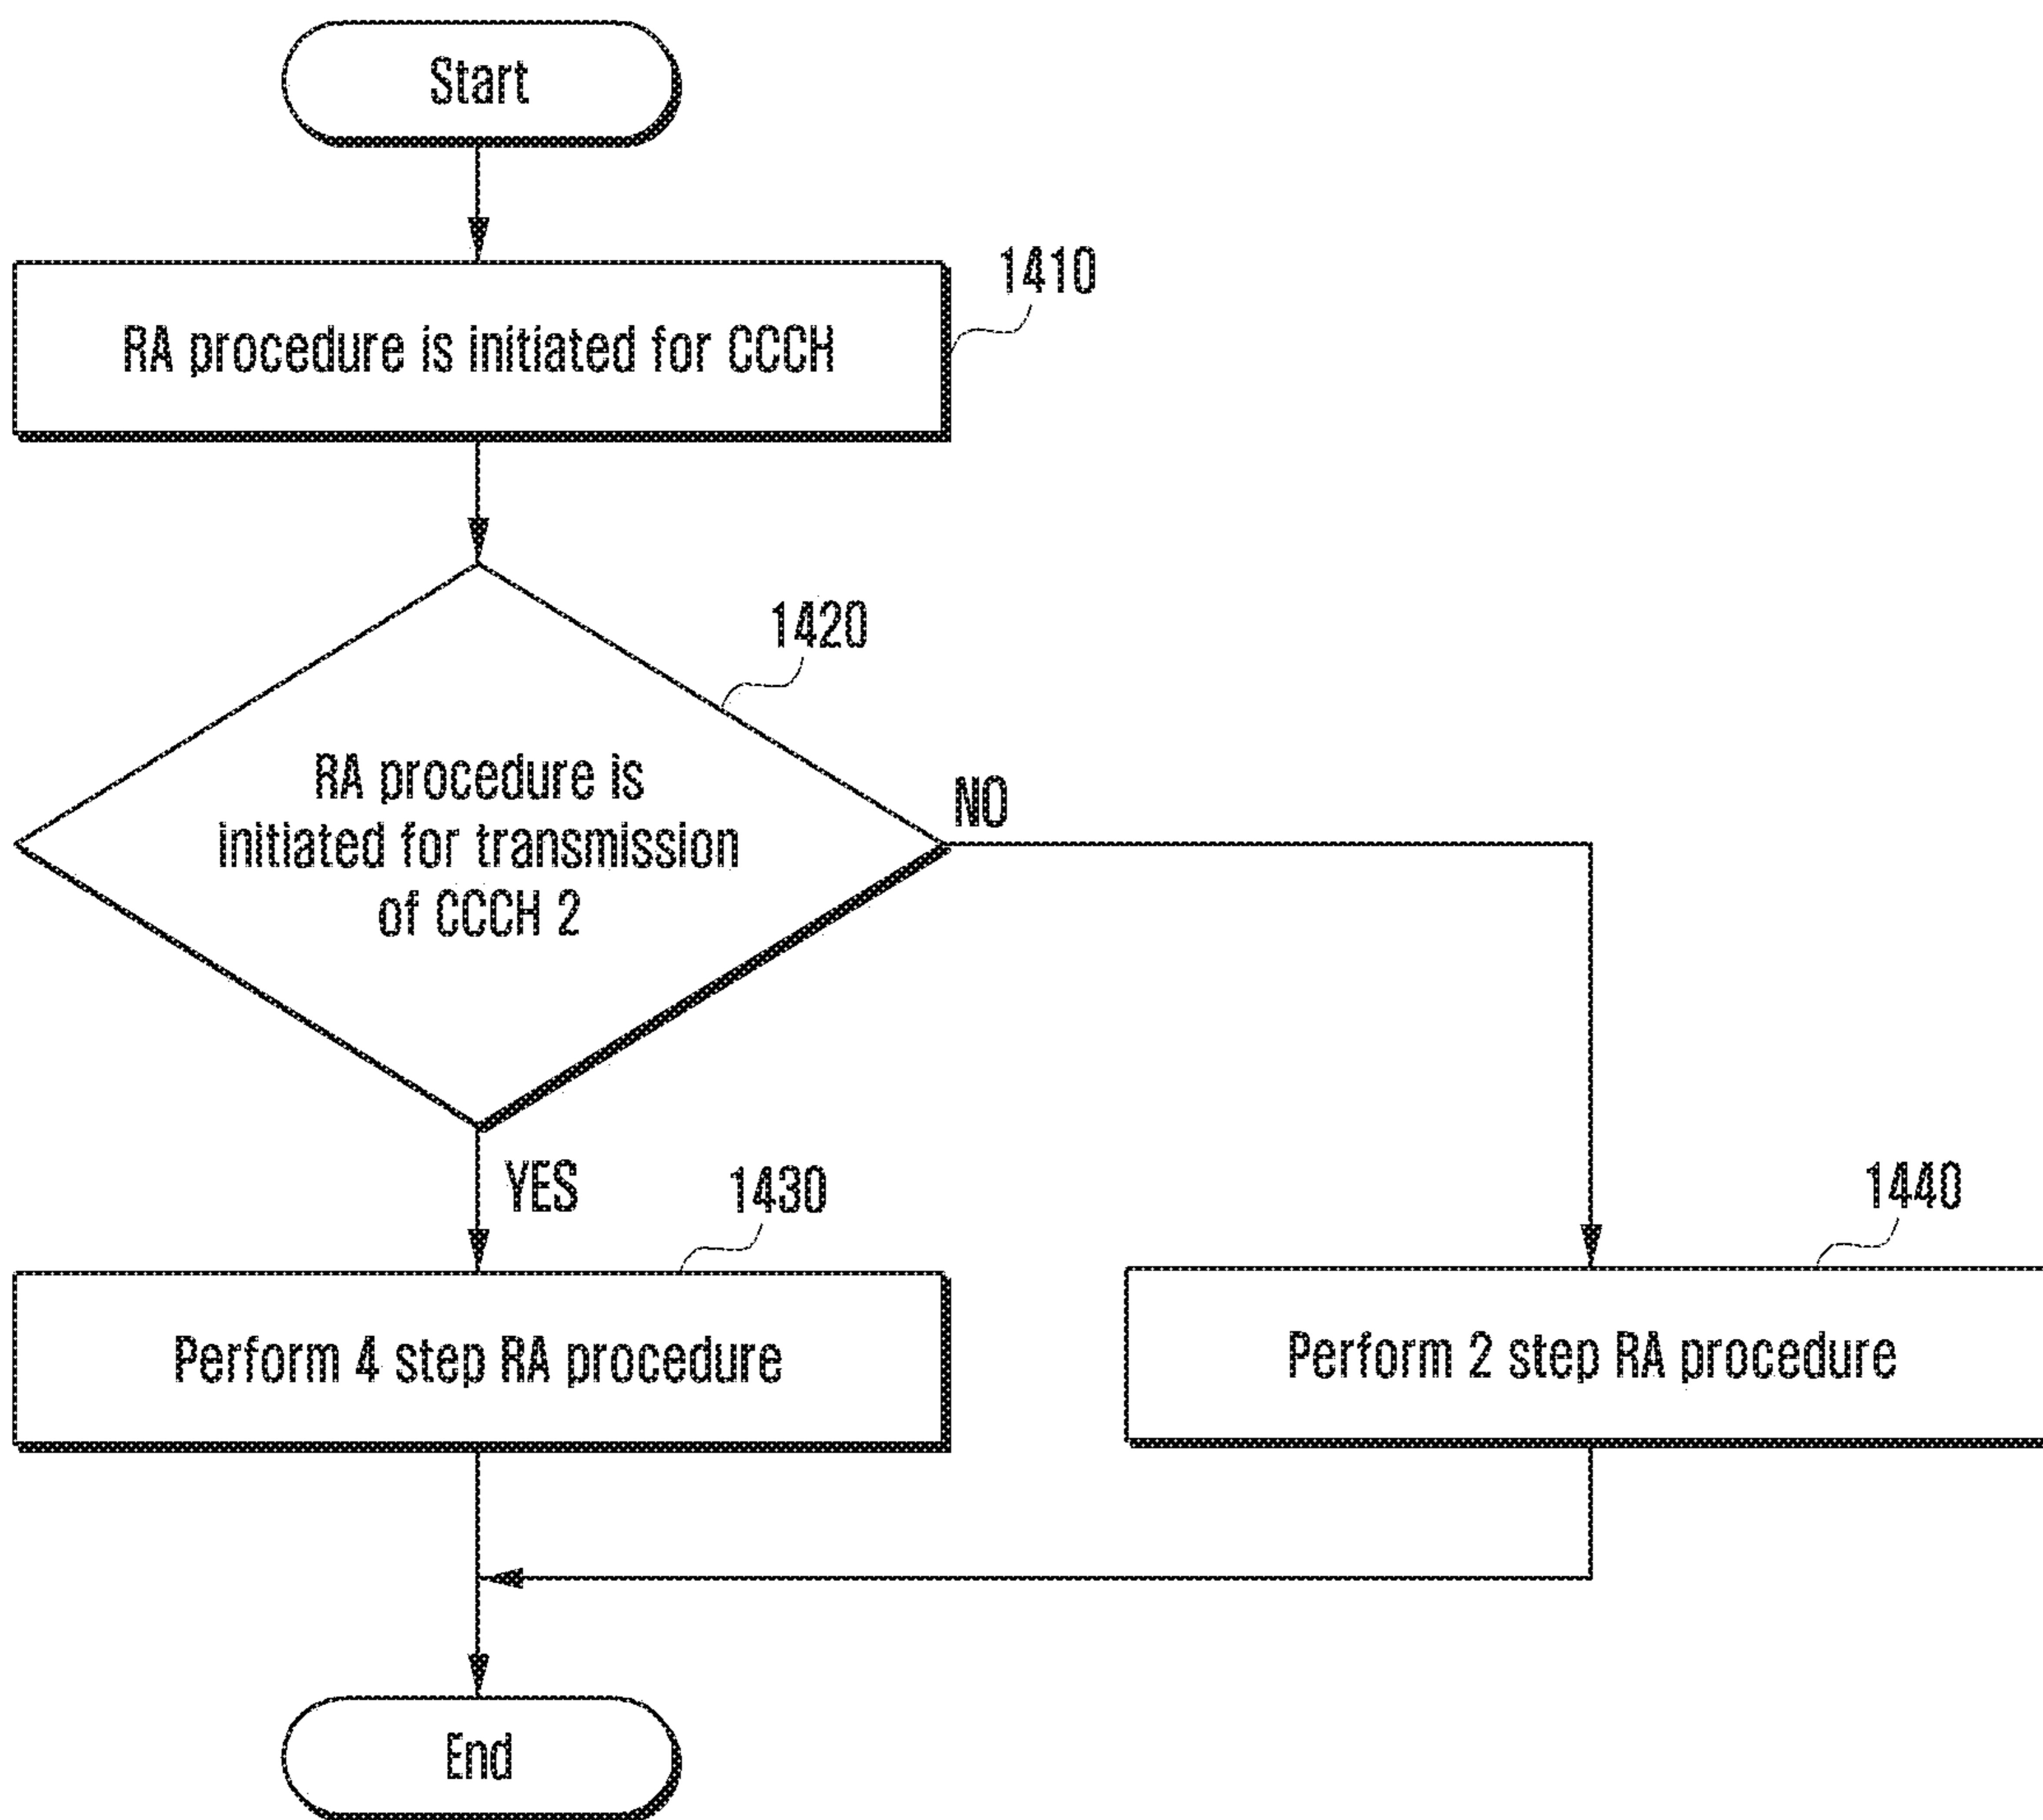 Start
1410
RA procedure is initiated for CCCH
1420
RA procedure is
initiated for transmission
of CCCH 2
NO
YES
1430
1440
Perform 4 step RA procedure
Perform 2 step RA procedure
End